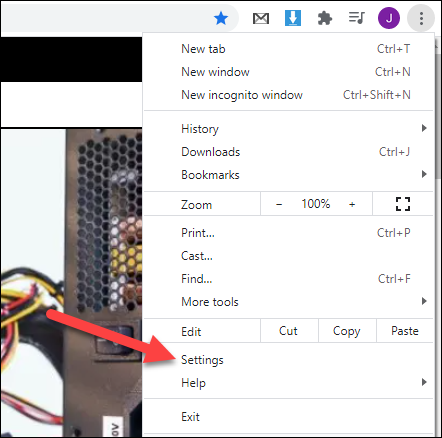 J
New tab Ctrl+T
New window Ctrl+N
New incognito window Ctrl+Shift+N
History
Downloads Ctrl+J
Bookmarks
Zoom − 100% +
Print... Ctrl+P
Cast...
Find... Ctrl+F
More tools
Edit Cut Copy Paste
Settings
Help
Exit
0V